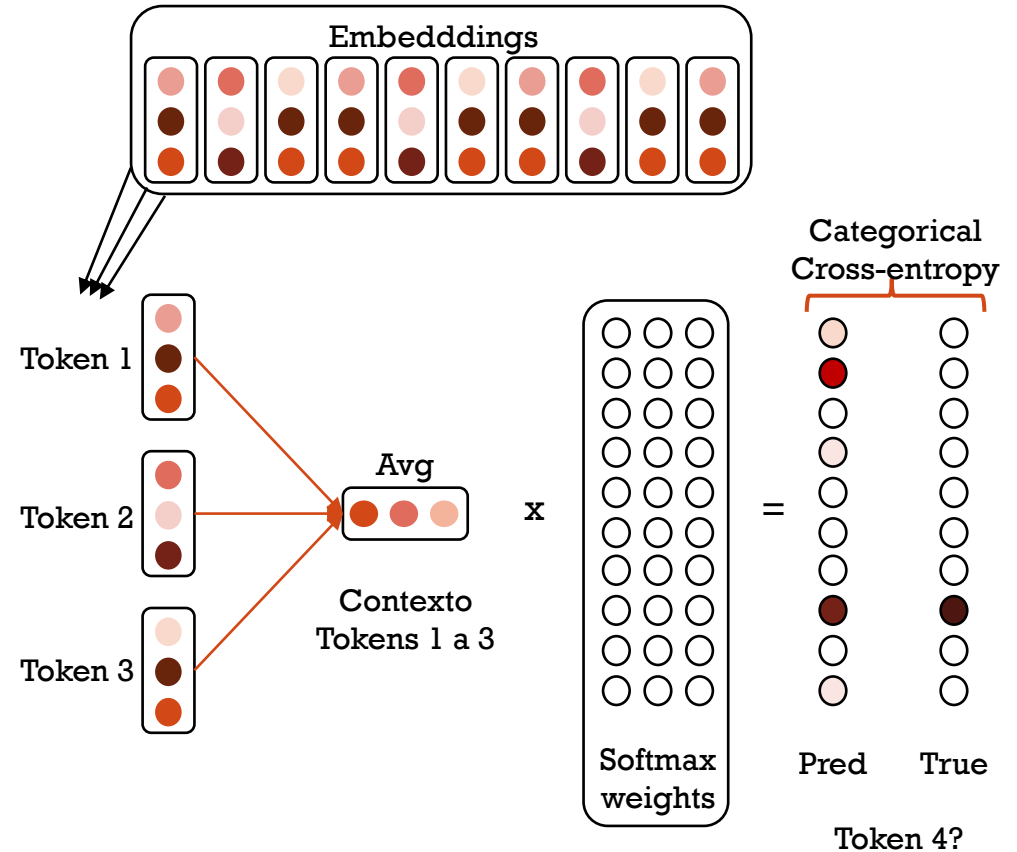 Embedddings
Categorical
Cross-entropy
Token 1
Token 2
Token 3
Avg
Contexto
Tokens 1 a 3
x
=
Softmax
weights
Pred
True
Token 4?